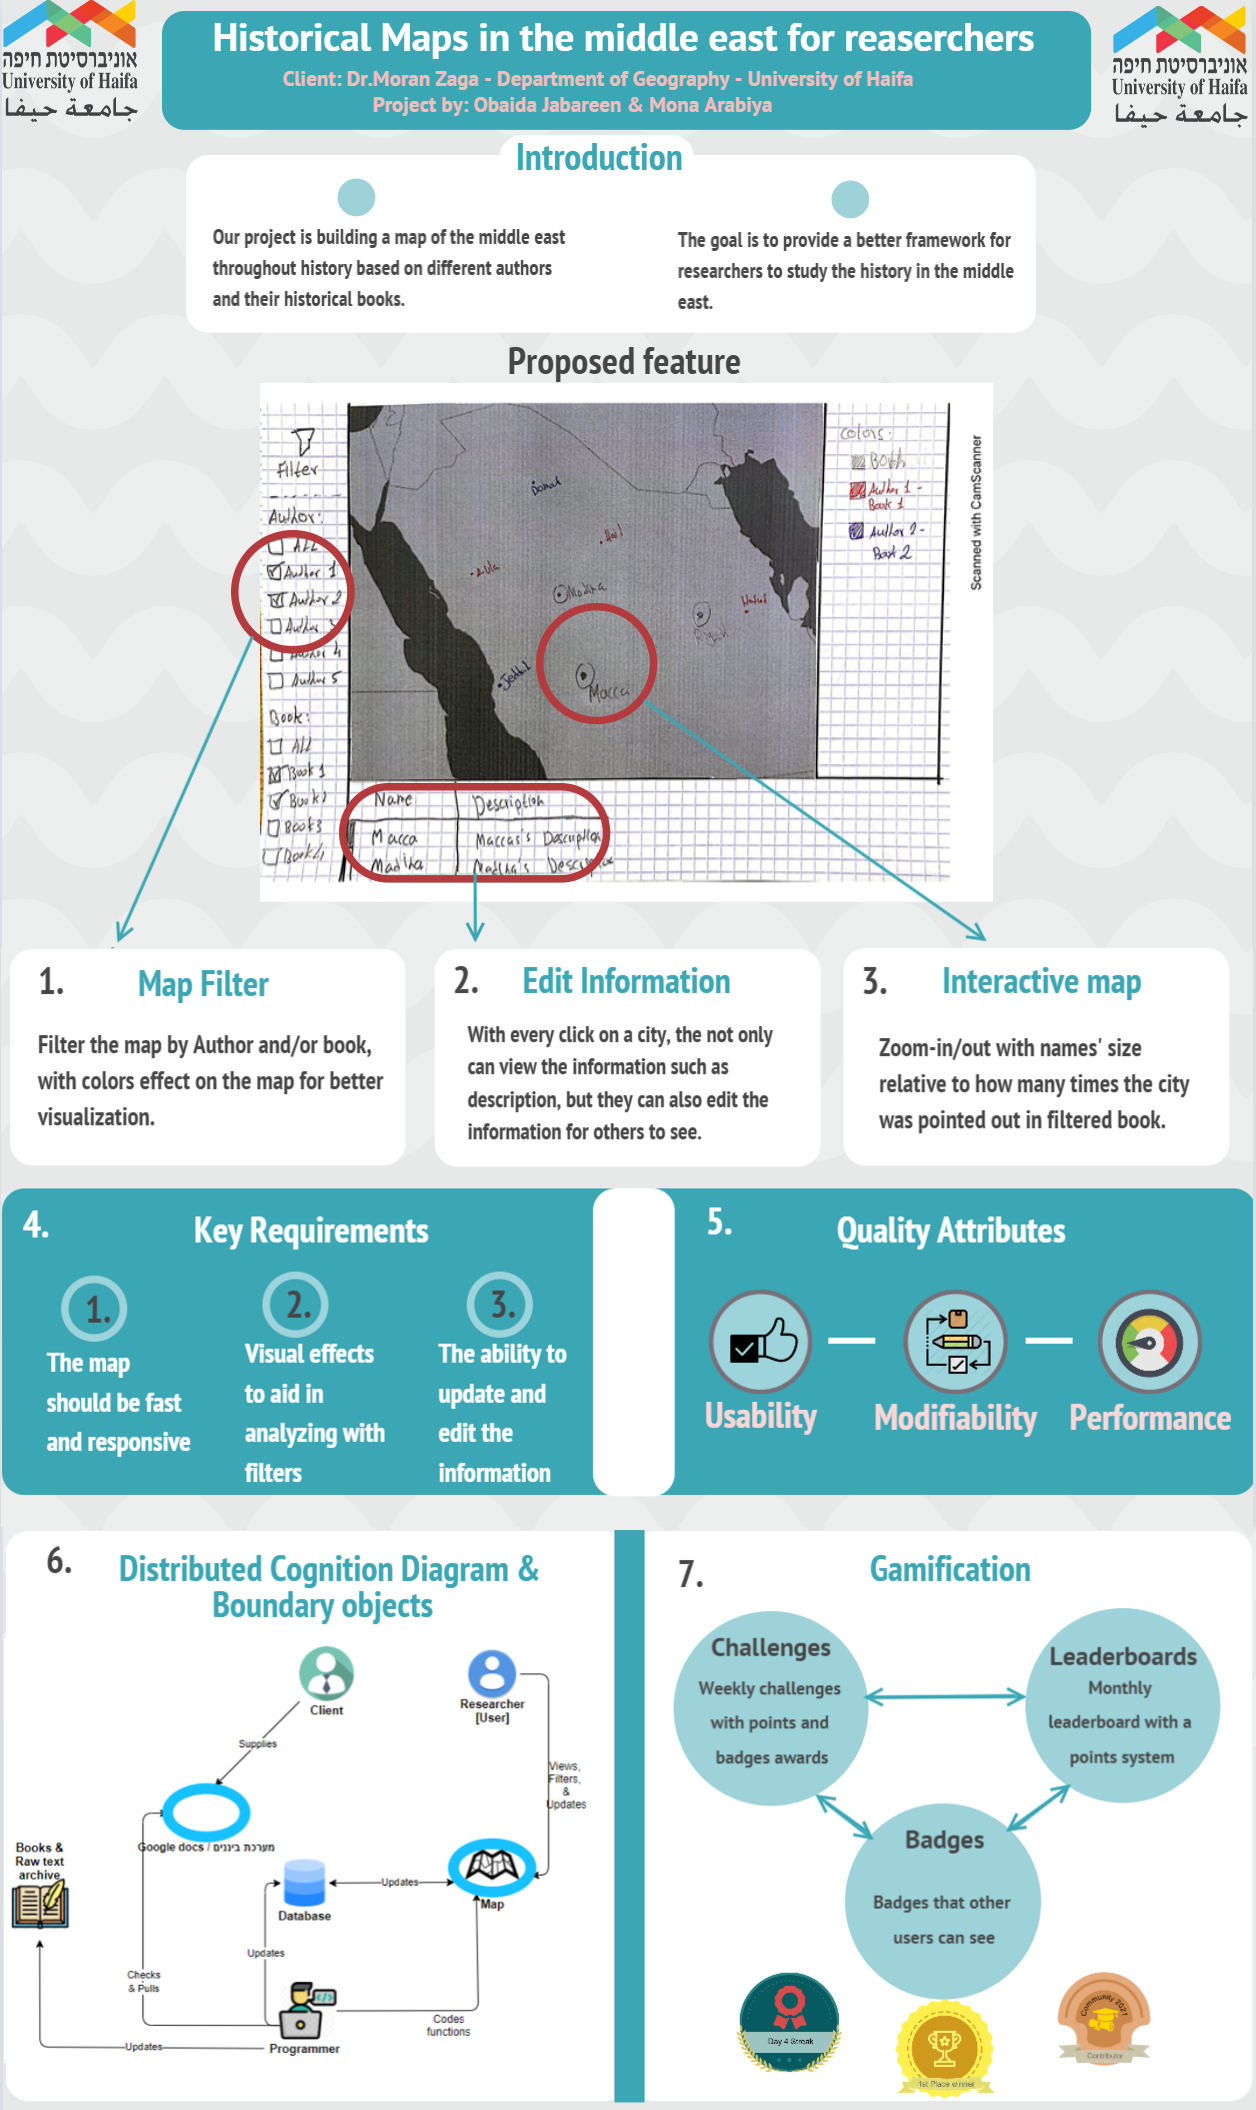 אוניברסיטת חיפה
University of Haifa
جامعة حيفا
Historical Maps in the middle east for reaserchers
Client: Dr.Moran Zaga - Department of Geography - University of Haifa
Project by: Obaida Jabareen & Mona Arabiya
אוניברסיטת חיפה
University of Haifa
جامعة حيفا
Introduction
Our project is building a map of the middle east
throughout history based on different authors
and their historical books.
The goal is to provide a better framework for
researchers to study the history in the middle
east.
Proposed feature
Filter
Author:
ALL
Author 1
Author 2
Author 3
Author 4
Author 5
Book:
ALL
Book 1
Book 2
Book 3
Book 4
Domat
Hail
Aula
Madina
Riyadh
Jeddah
Macca
Colors:
Both
Author 1 -
Book 1
Author 2 -
Book 2
Scanned with CamScanner
Name Description
Macca Macca's Description
Madina Madina's Description
1. Map Filter
Filter the map by Author and/or book,
with colors effect on the map for better
visualization.
2. Edit Information
With every click on a city, the not only
can view the information such as
description, but they can also edit the
information for others to see.
3. Interactive map
Zoom-in/out with names' size
relative to how many times the city
was pointed out in filtered book.
4. Key Requirements
1.
The map
should be fast
and responsive
2.
Visual effects
to aid in
analyzing with
filters
3.
The ability to
update and
edit the
information
5. Quality Attributes
Usability
Modifiability
Performance
6. Distributed Cognition Diagram &
Boundary objects
Client
Researcher
[User]
Supplies
Views,
Filters,
&
Updates
Google docs / מערכת ביננים
Books &
Raw text
archive
Database
Updates
Map
Updates
Checks
& Pulls
Codes
functions
Programmer
Updates
7. Gamification
Challenges
Weekly challenges
with points and
badges awards
Leaderboards
Monthly
leaderboard with a
points system
Badges
Badges that other
users can see
Day 4 Streak
1st Place winner
Community 2021
Contributor